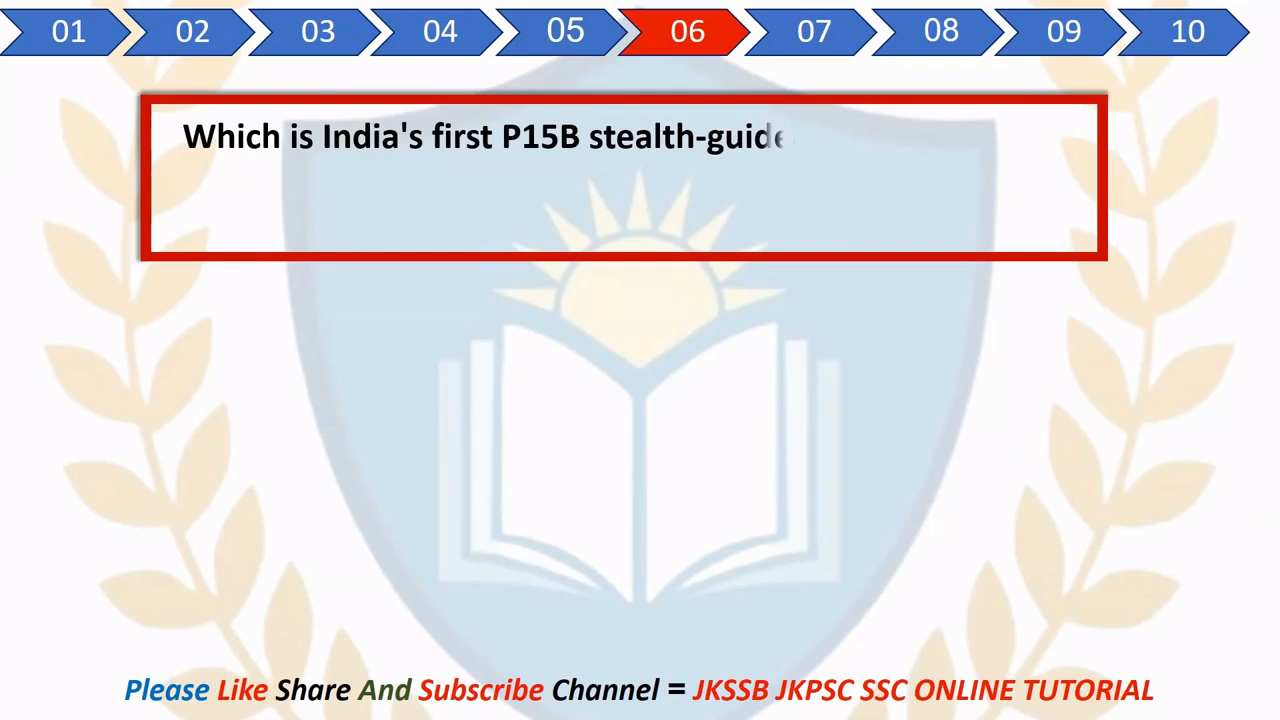 01 02 03 04 05 06 07 08 09 10
Which is India's first P15B stealth-guide
Please Like Share And Subscribe Channel = JKSSB JKPSC SSC ONLINE TUTORIAL